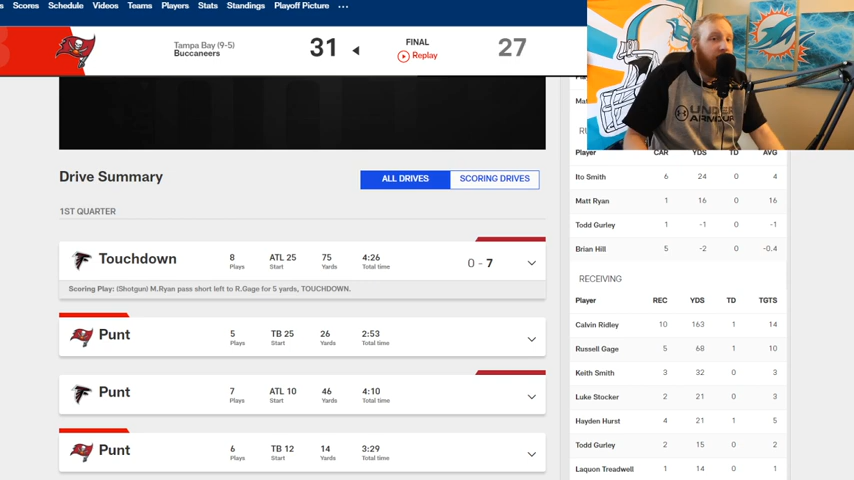 Scores Schedule Videos Teams Players Stats Standings Playoff Picture ...
Tampa Bay (9-5)
Buccaneers
31
FINAL
Replay
27
Drive Summary
ALL DRIVES
SCORING DRIVES
1ST QUARTER
Touchdown
8
Plays
ATL 25
Start
75
Yards
4:26
Total time
0 - 7
Scoring Play: (Shotgun) M.Ryan pass short left to R.Gage for 5 yards, TOUCHDOWN.
Punt
5
Plays
TB 25
Start
26
Yards
2:53
Total time
Punt
7
Plays
ATL 10
Start
46
Yards
4:10
Total time
Punt
6
Plays
TB 12
Start
14
Yards
3:29
Total time
Player CAR YDS TD AVG
Ito Smith 6 24 0 4
Matt Ryan 1 16 0 16
Todd Gurley 1 -1 0 -1
Brian Hill 5 -2 0 -0.4
RECEIVING
Player REC YDS TD TGTS
Calvin Ridley 10 163 1 14
Russell Gage 5 68 1 10
Keith Smith 3 32 0 3
Luke Stocker 2 21 0 3
Hayden Hurst 4 21 1 5
Todd Gurley 2 15 0 2
Laquon Treadwell 1 14 0 1
UNDER
ARMOUR